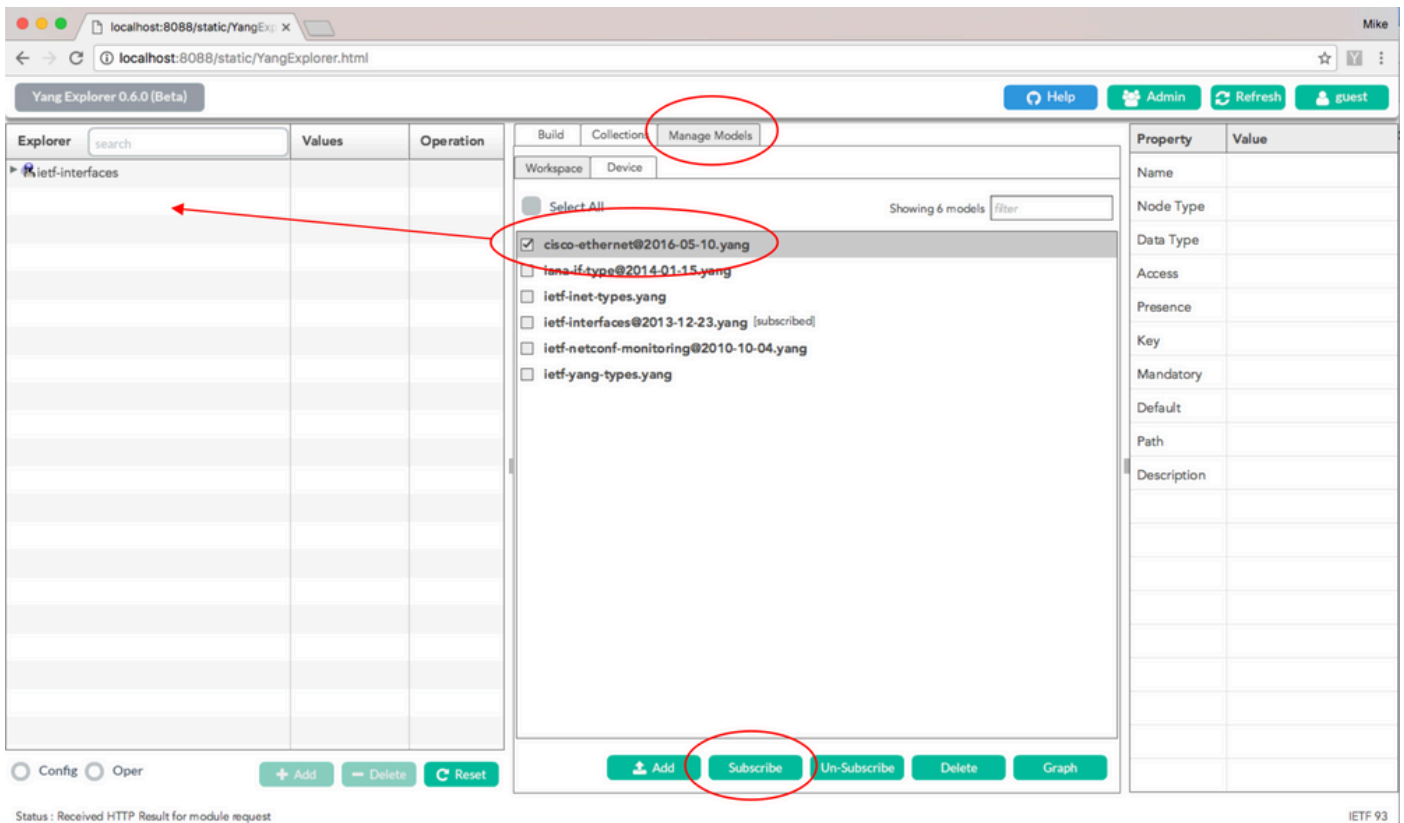 localhost:8088/static/YangExp
Mike
localhost:8088/static/YangExplorer.html
Yang Explorer 0.6.0 (Beta)
Help
Admin
Refresh
guest
Explorer
search
Values
Operation
ietf-interfaces
Build
Collections
Manage Models
Workspace
Device
Select All
Showing 6 models
filter
cisco-ethernet@2016-05-10.yang
iana-if-type@2014-01-15.yang
ietf-inet-types.yang
ietf-interfaces@2013-12-23.yang [subscribed]
ietf-netconf-monitoring@2010-10-04.yang
ietf-yang-types.yang
Property
Value
Name
Node Type
Data Type
Access
Presence
Key
Mandatory
Default
Path
Description
Config
Oper
Add
Delete
Reset
Add
Subscribe
Un-Subscribe
Delete
Graph
Status : Received HTTP Result for module request
IETF 93